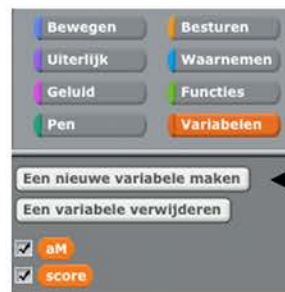 Bewegen Besturen
Uiterlijk Waarnemen
Geluid Functies
Pen Variabelen
Een nieuwe variabele maken
Een variabele verwijderen
aM
score